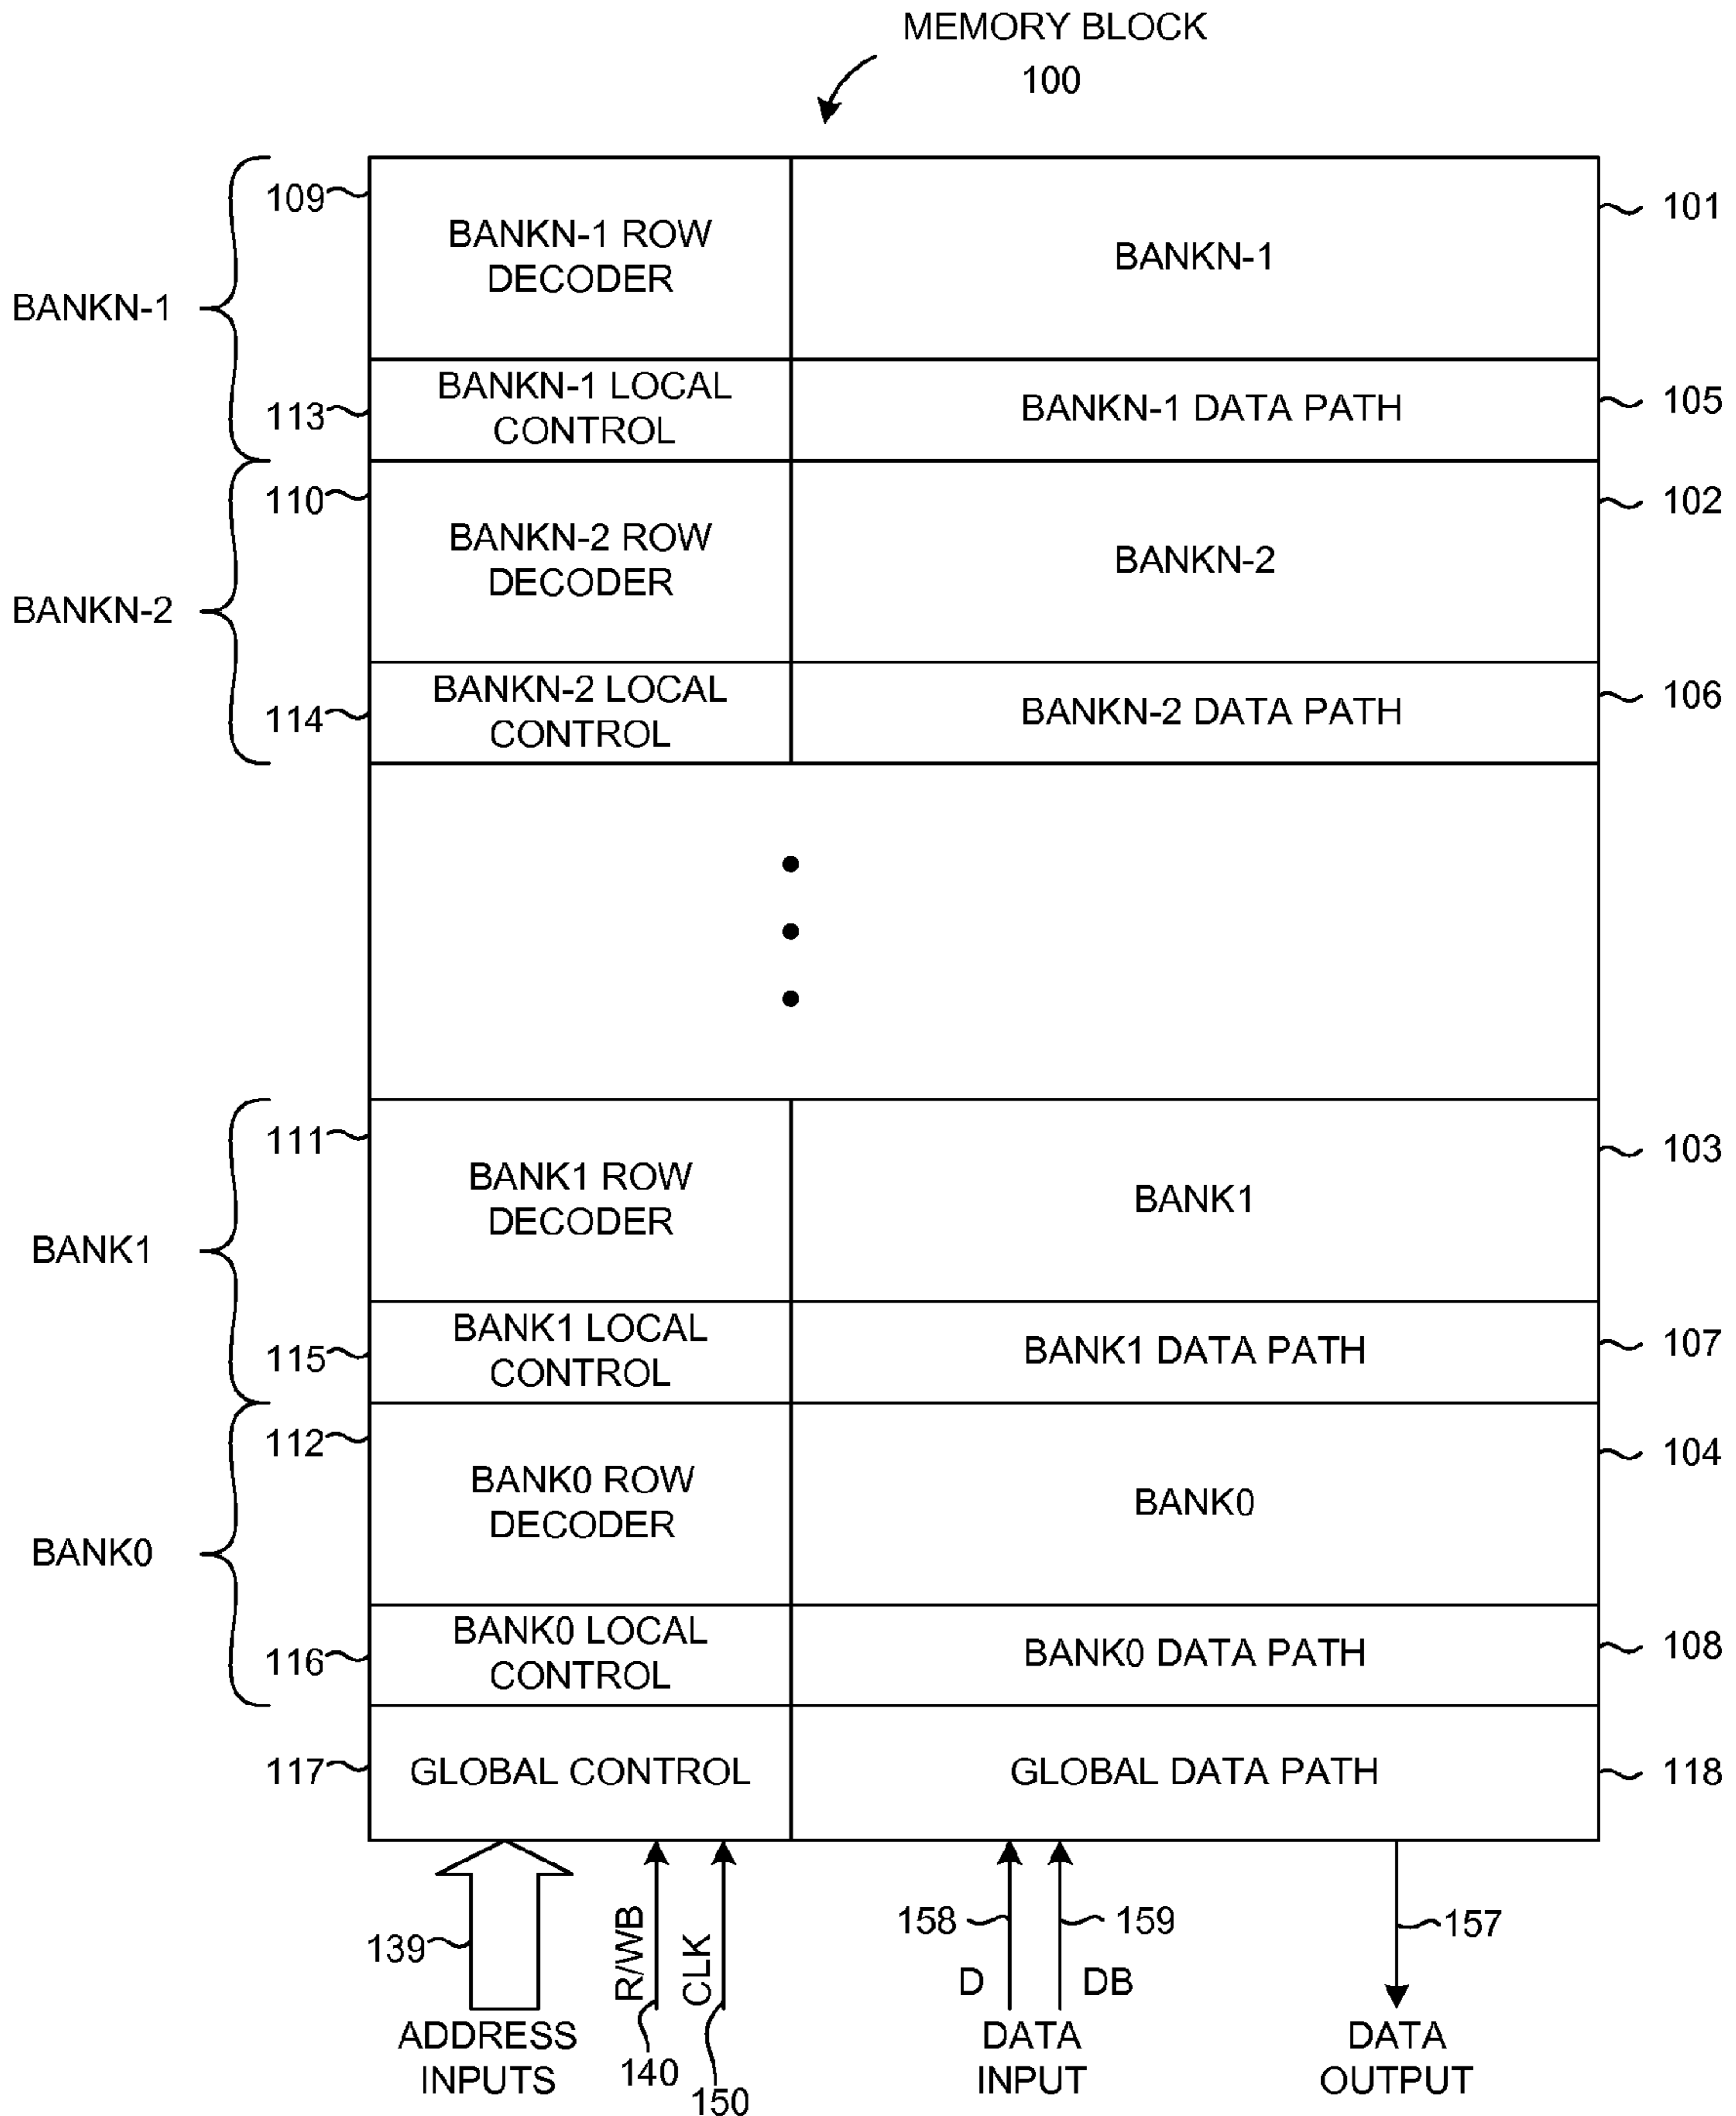 MEMORY BLOCK
100
109
BANKN-1 ROW
DECODER
BANKN-1
101
BANKN-1
113
BANKN-1 LOCAL
CONTROL
BANKN-1 DATA PATH
105
110
BANKN-2 ROW
DECODER
BANKN-2
102
BANKN-2
114
BANKN-2 LOCAL
CONTROL
BANKN-2 DATA PATH
106
111
BANK1 ROW
DECODER
BANK1
103
BANK1
115
BANK1 LOCAL
CONTROL
BANK1 DATA PATH
107
112
BANK0 ROW
DECODER
BANK0
104
BANK0
116
BANK0 LOCAL
CONTROL
BANK0 DATA PATH
108
117
GLOBAL CONTROL
GLOBAL DATA PATH
118
139
R/WB
CLK
158
159
157
D
DB
ADDRESS
INPUTS
140
150
DATA
INPUT
DATA
OUTPUT